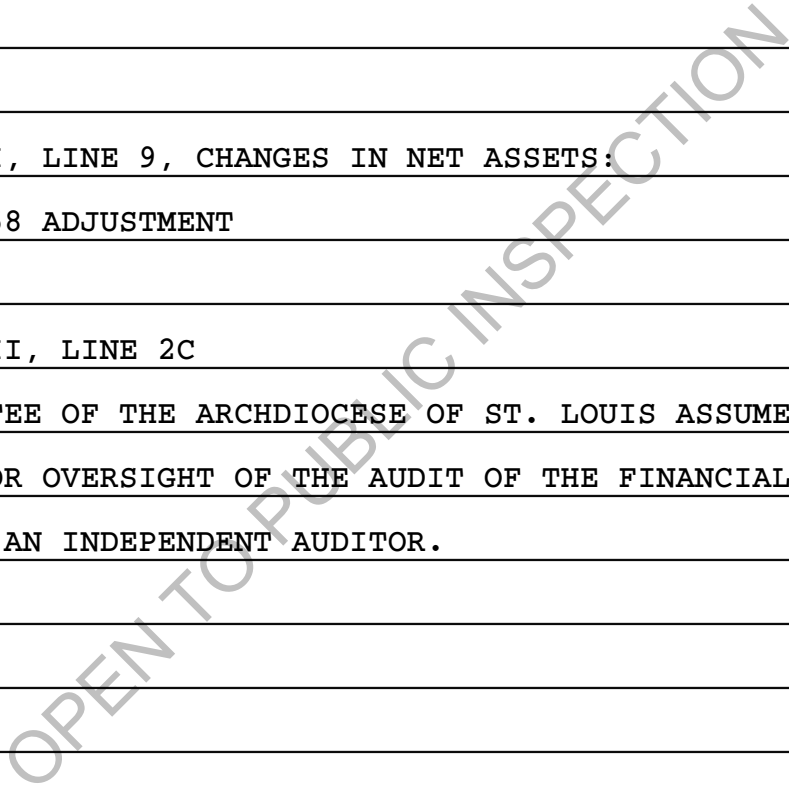 , LINE 9, CHANGES IN NET ASSETS:
8 ADJUSTMENT
II, LINE 2C
TEE OF THE ARCHDIOCESE OF ST. LOUIS ASSUME
OR OVERSIGHT OF THE AUDIT OF THE FINANCIAL
AN INDEPENDENT AUDITOR.
OPEN TO PUBLIC INSPECTION